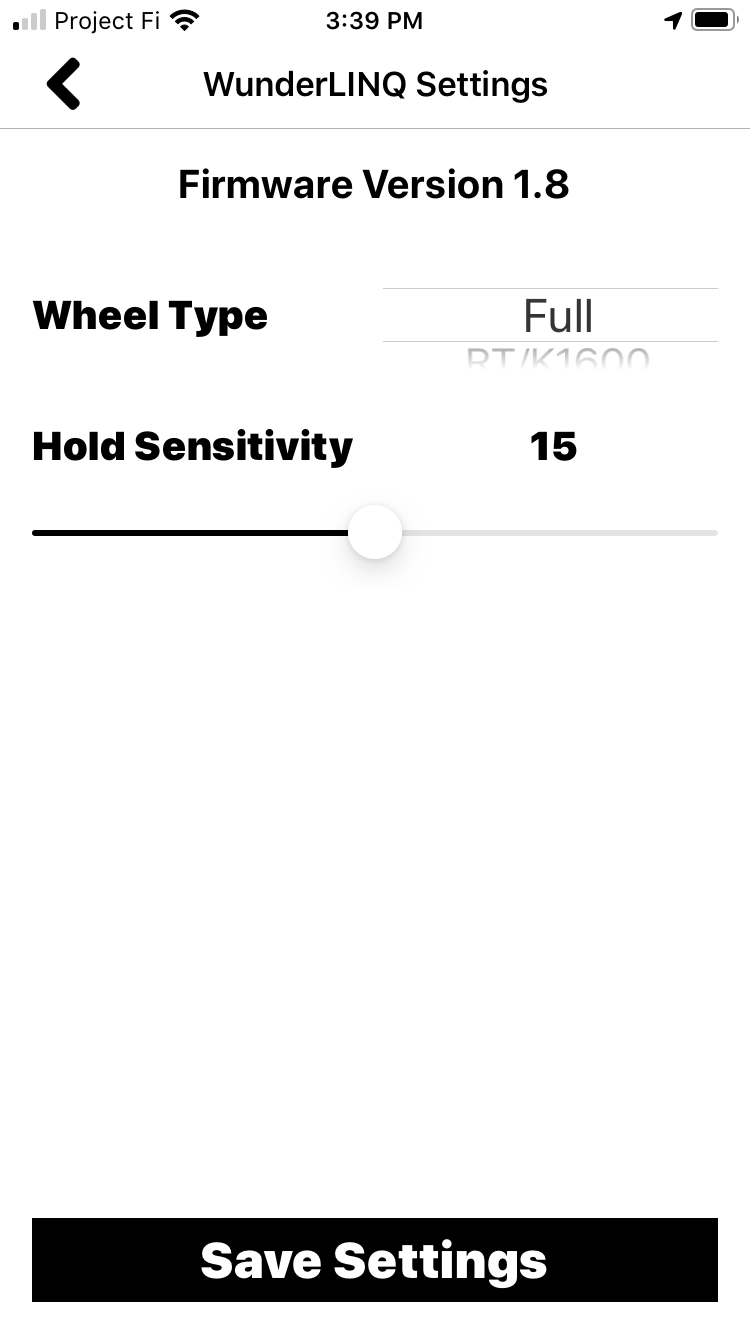 Project Fi 3:39 PM
WunderLINQ Settings
Firmware Version 1.8
Wheel Type Full
RT/K1600
Hold Sensitivity 15
Save Settings